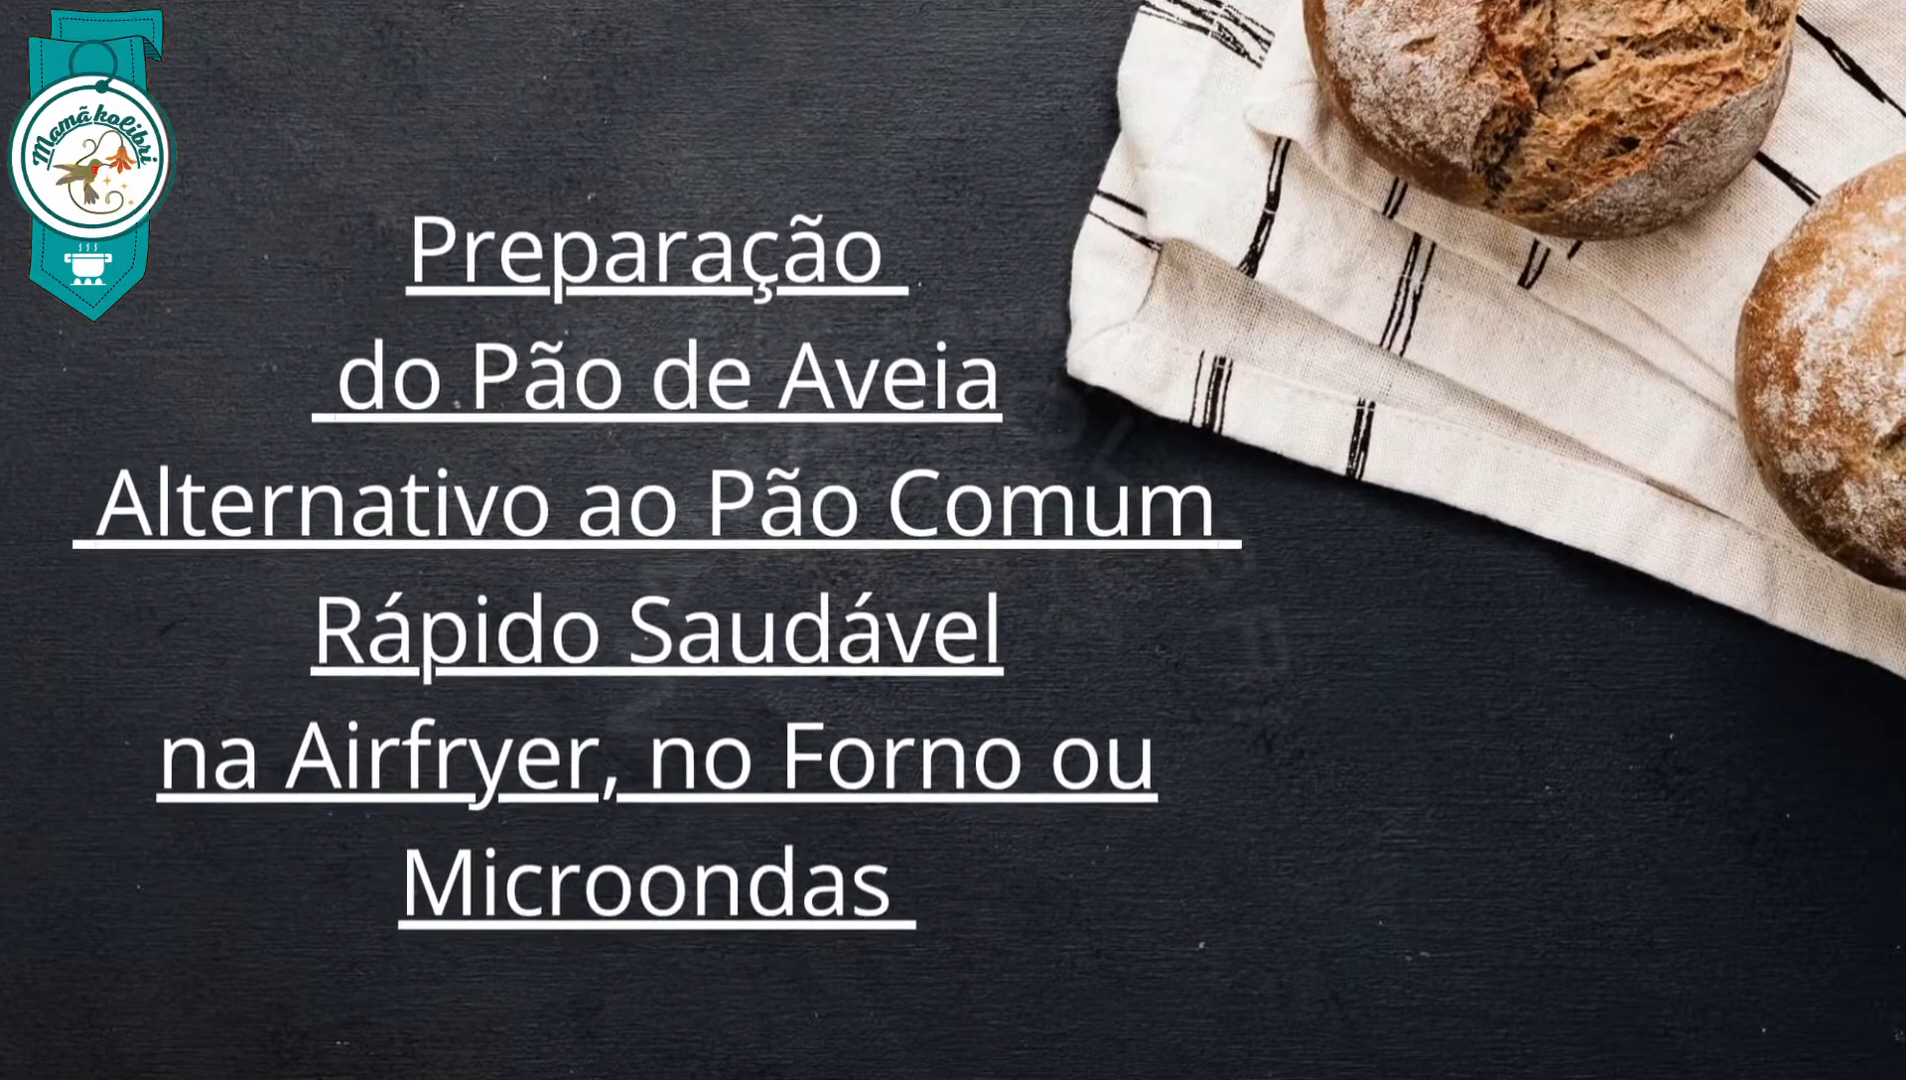 Mamã kolibri
Preparação
do Pão de Aveia
Alternativo ao Pão Comum
Rápido Saudável
na Airfryer, no Forno ou
Microondas